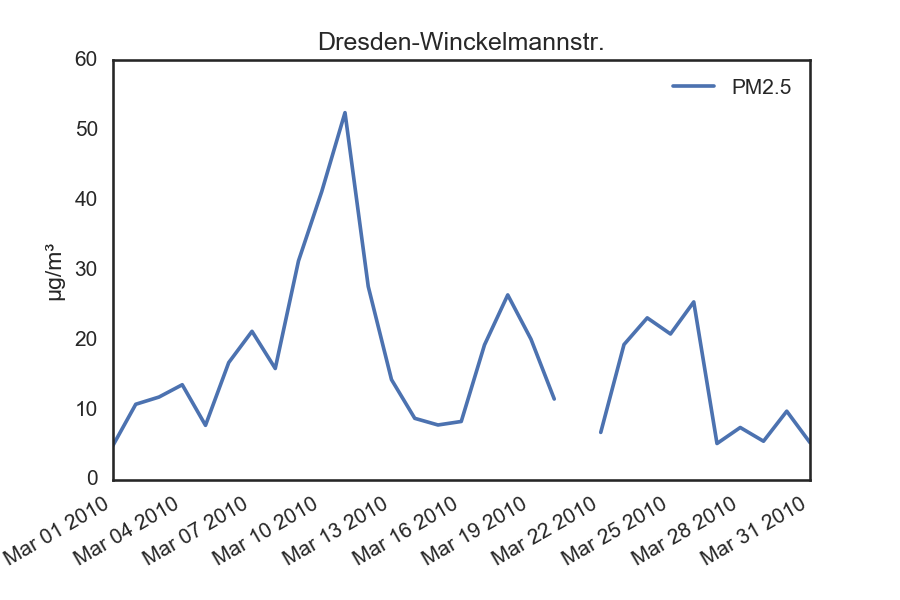 Dresden-Winckelmannstr.
60
50
40
30
20
10
0
µg/m³
PM2.5
Mar 01 2010
Mar 04 2010
Mar 07 2010
Mar 10 2010
Mar 13 2010
Mar 16 2010
Mar 19 2010
Mar 22 2010
Mar 25 2010
Mar 28 2010
Mar 31 2010